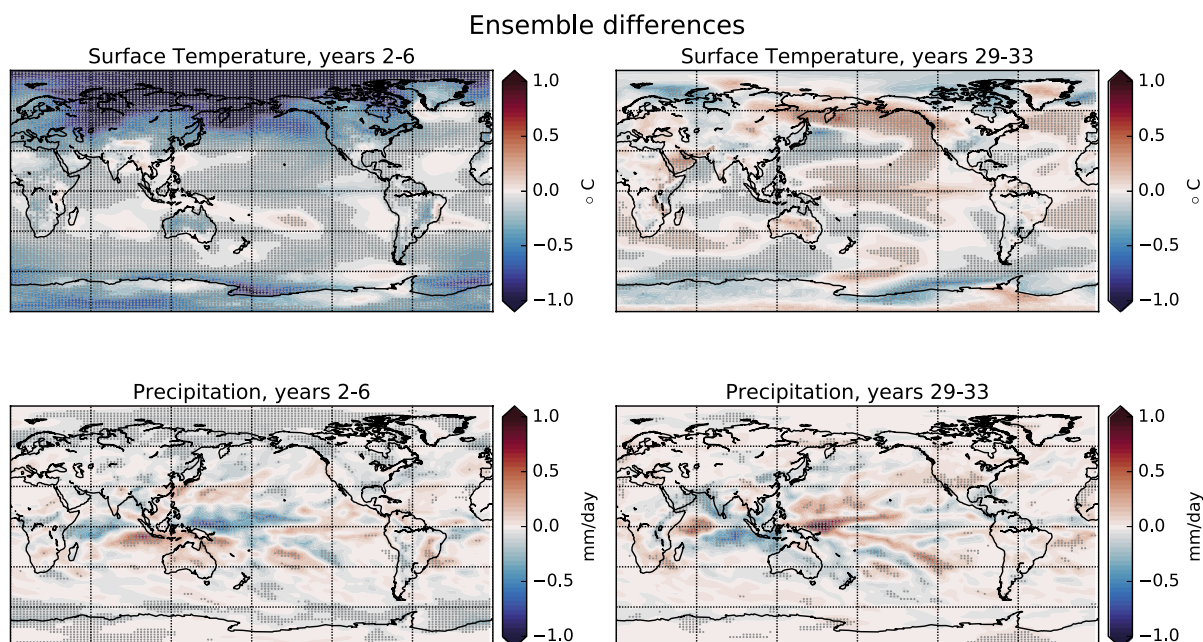 Ensemble differences
Surface Temperature, years 2-6
1.0
0.5
0.0
−0.5
−1.0
∘ C
Surface Temperature, years 29-33
1.0
0.5
0.0
−0.5
−1.0
∘ C
Precipitation, years 2-6
1.0
0.5
0.0
−0.5
−1.0
mm/day
Precipitation, years 29-33
1.0
0.5
0.0
−0.5
−1.0
mm/day